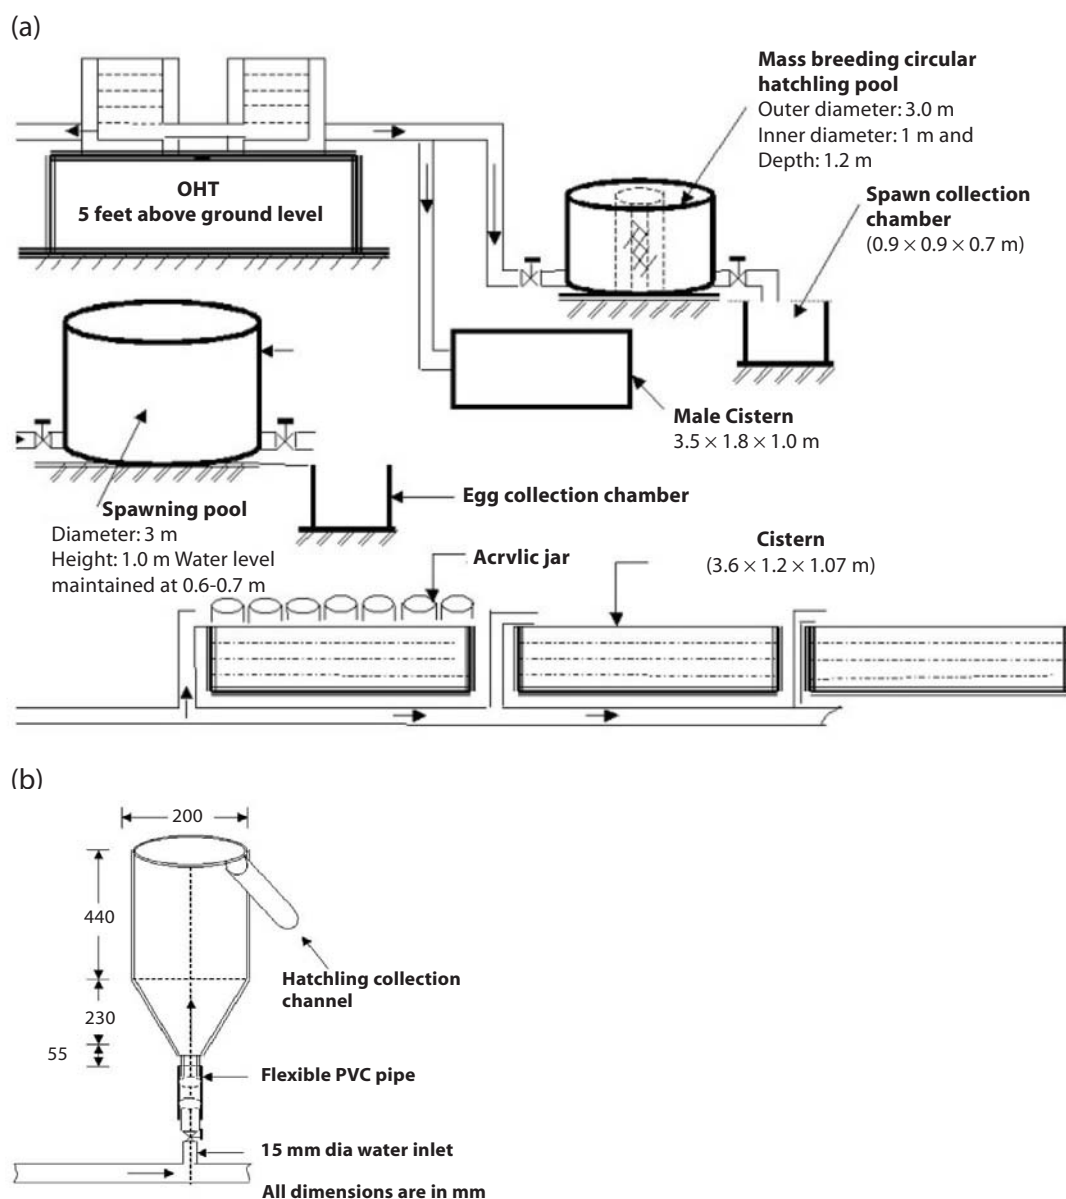 (a)
Mass breeding circular
hatchling pool
Outer diameter: 3.0 m
Inner diameter: 1 m and
Depth: 1.2 m
OHT
5 feet above ground level
Spawn collection
chamber
(0.9 × 0.9 × 0.7 m)
Male Cistern
3.5 × 1.8 × 1.0 m
Spawning pool
Diameter: 3 m
Height: 1.0 m Water level
maintained at 0.6-0.7 m
Egg collection chamber
Acrvlic jar
Cistern
(3.6 × 1.2 × 1.07 m)
(b)
200
440
Hatchling collection
channel
230
55
Flexible PVC pipe
15 mm dia water inlet
All dimensions are in mm